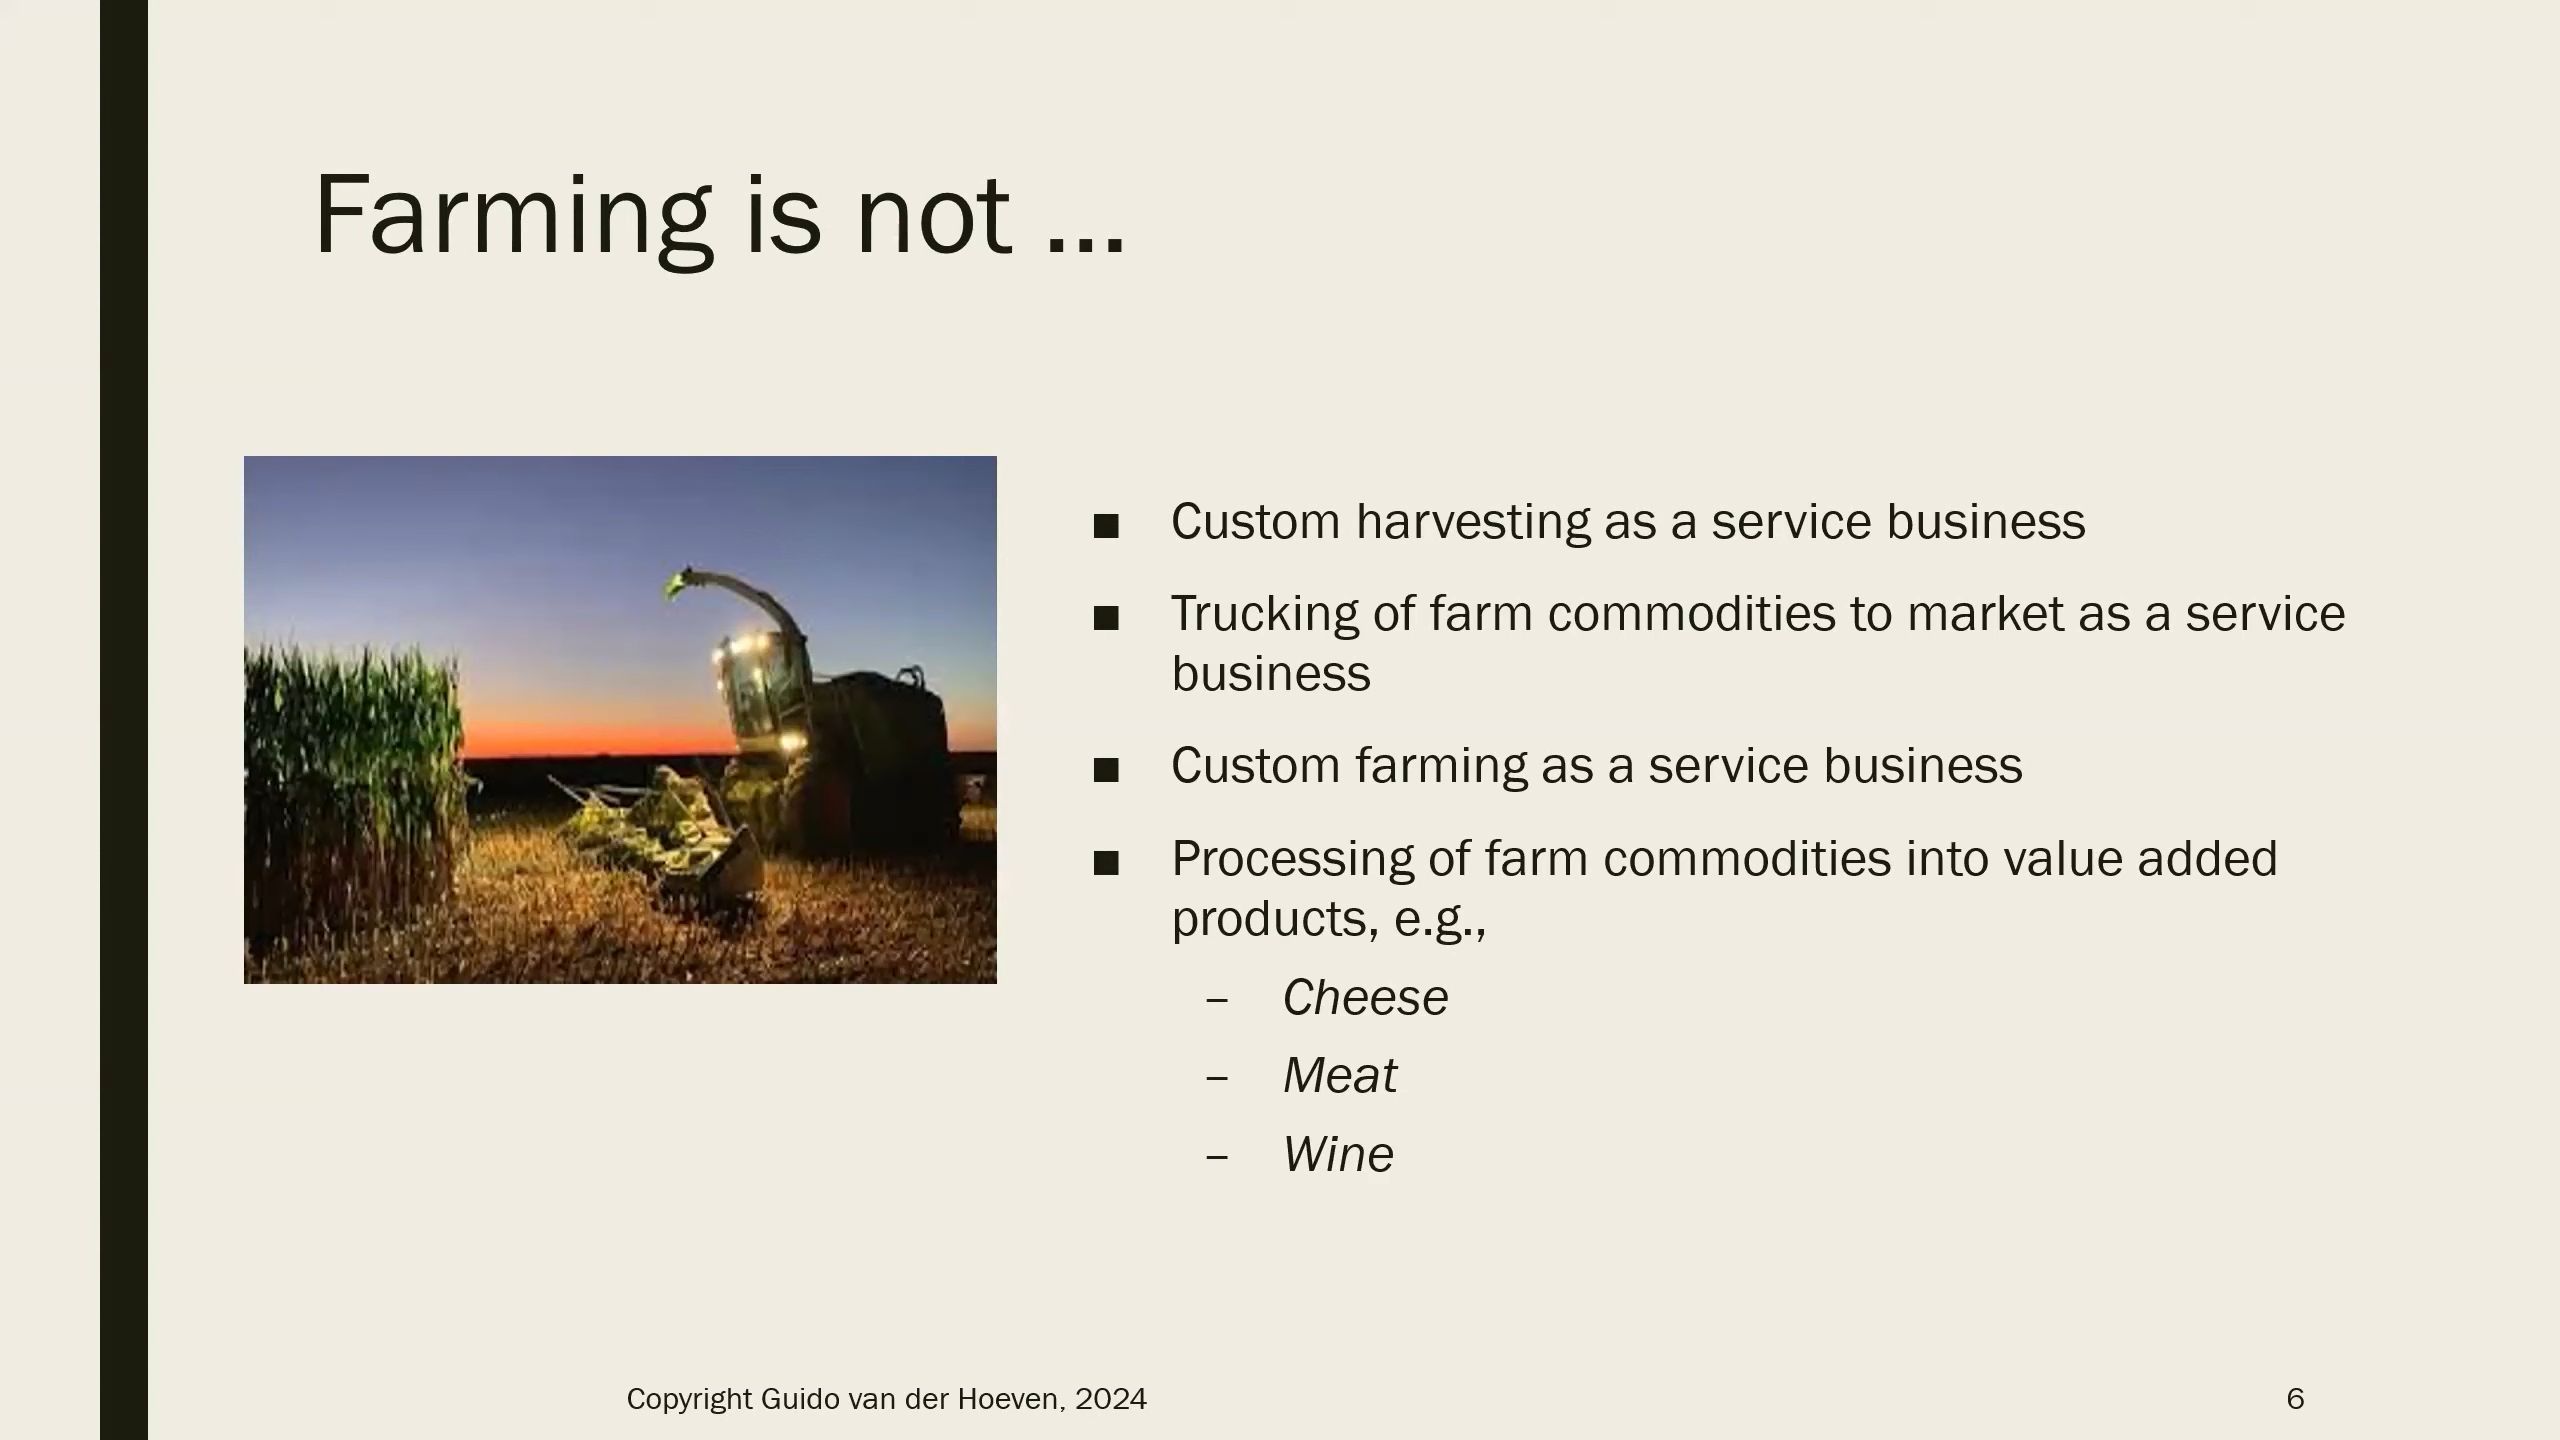 Farming is not ...
■ Custom harvesting as a service business
■ Trucking of farm commodities to market as a service
business
■ Custom farming as a service business
■ Processing of farm commodities into value added
products, e.g.,
– Cheese
– Meat
– Wine
Copyright Guido van der Hoeven, 2024
6